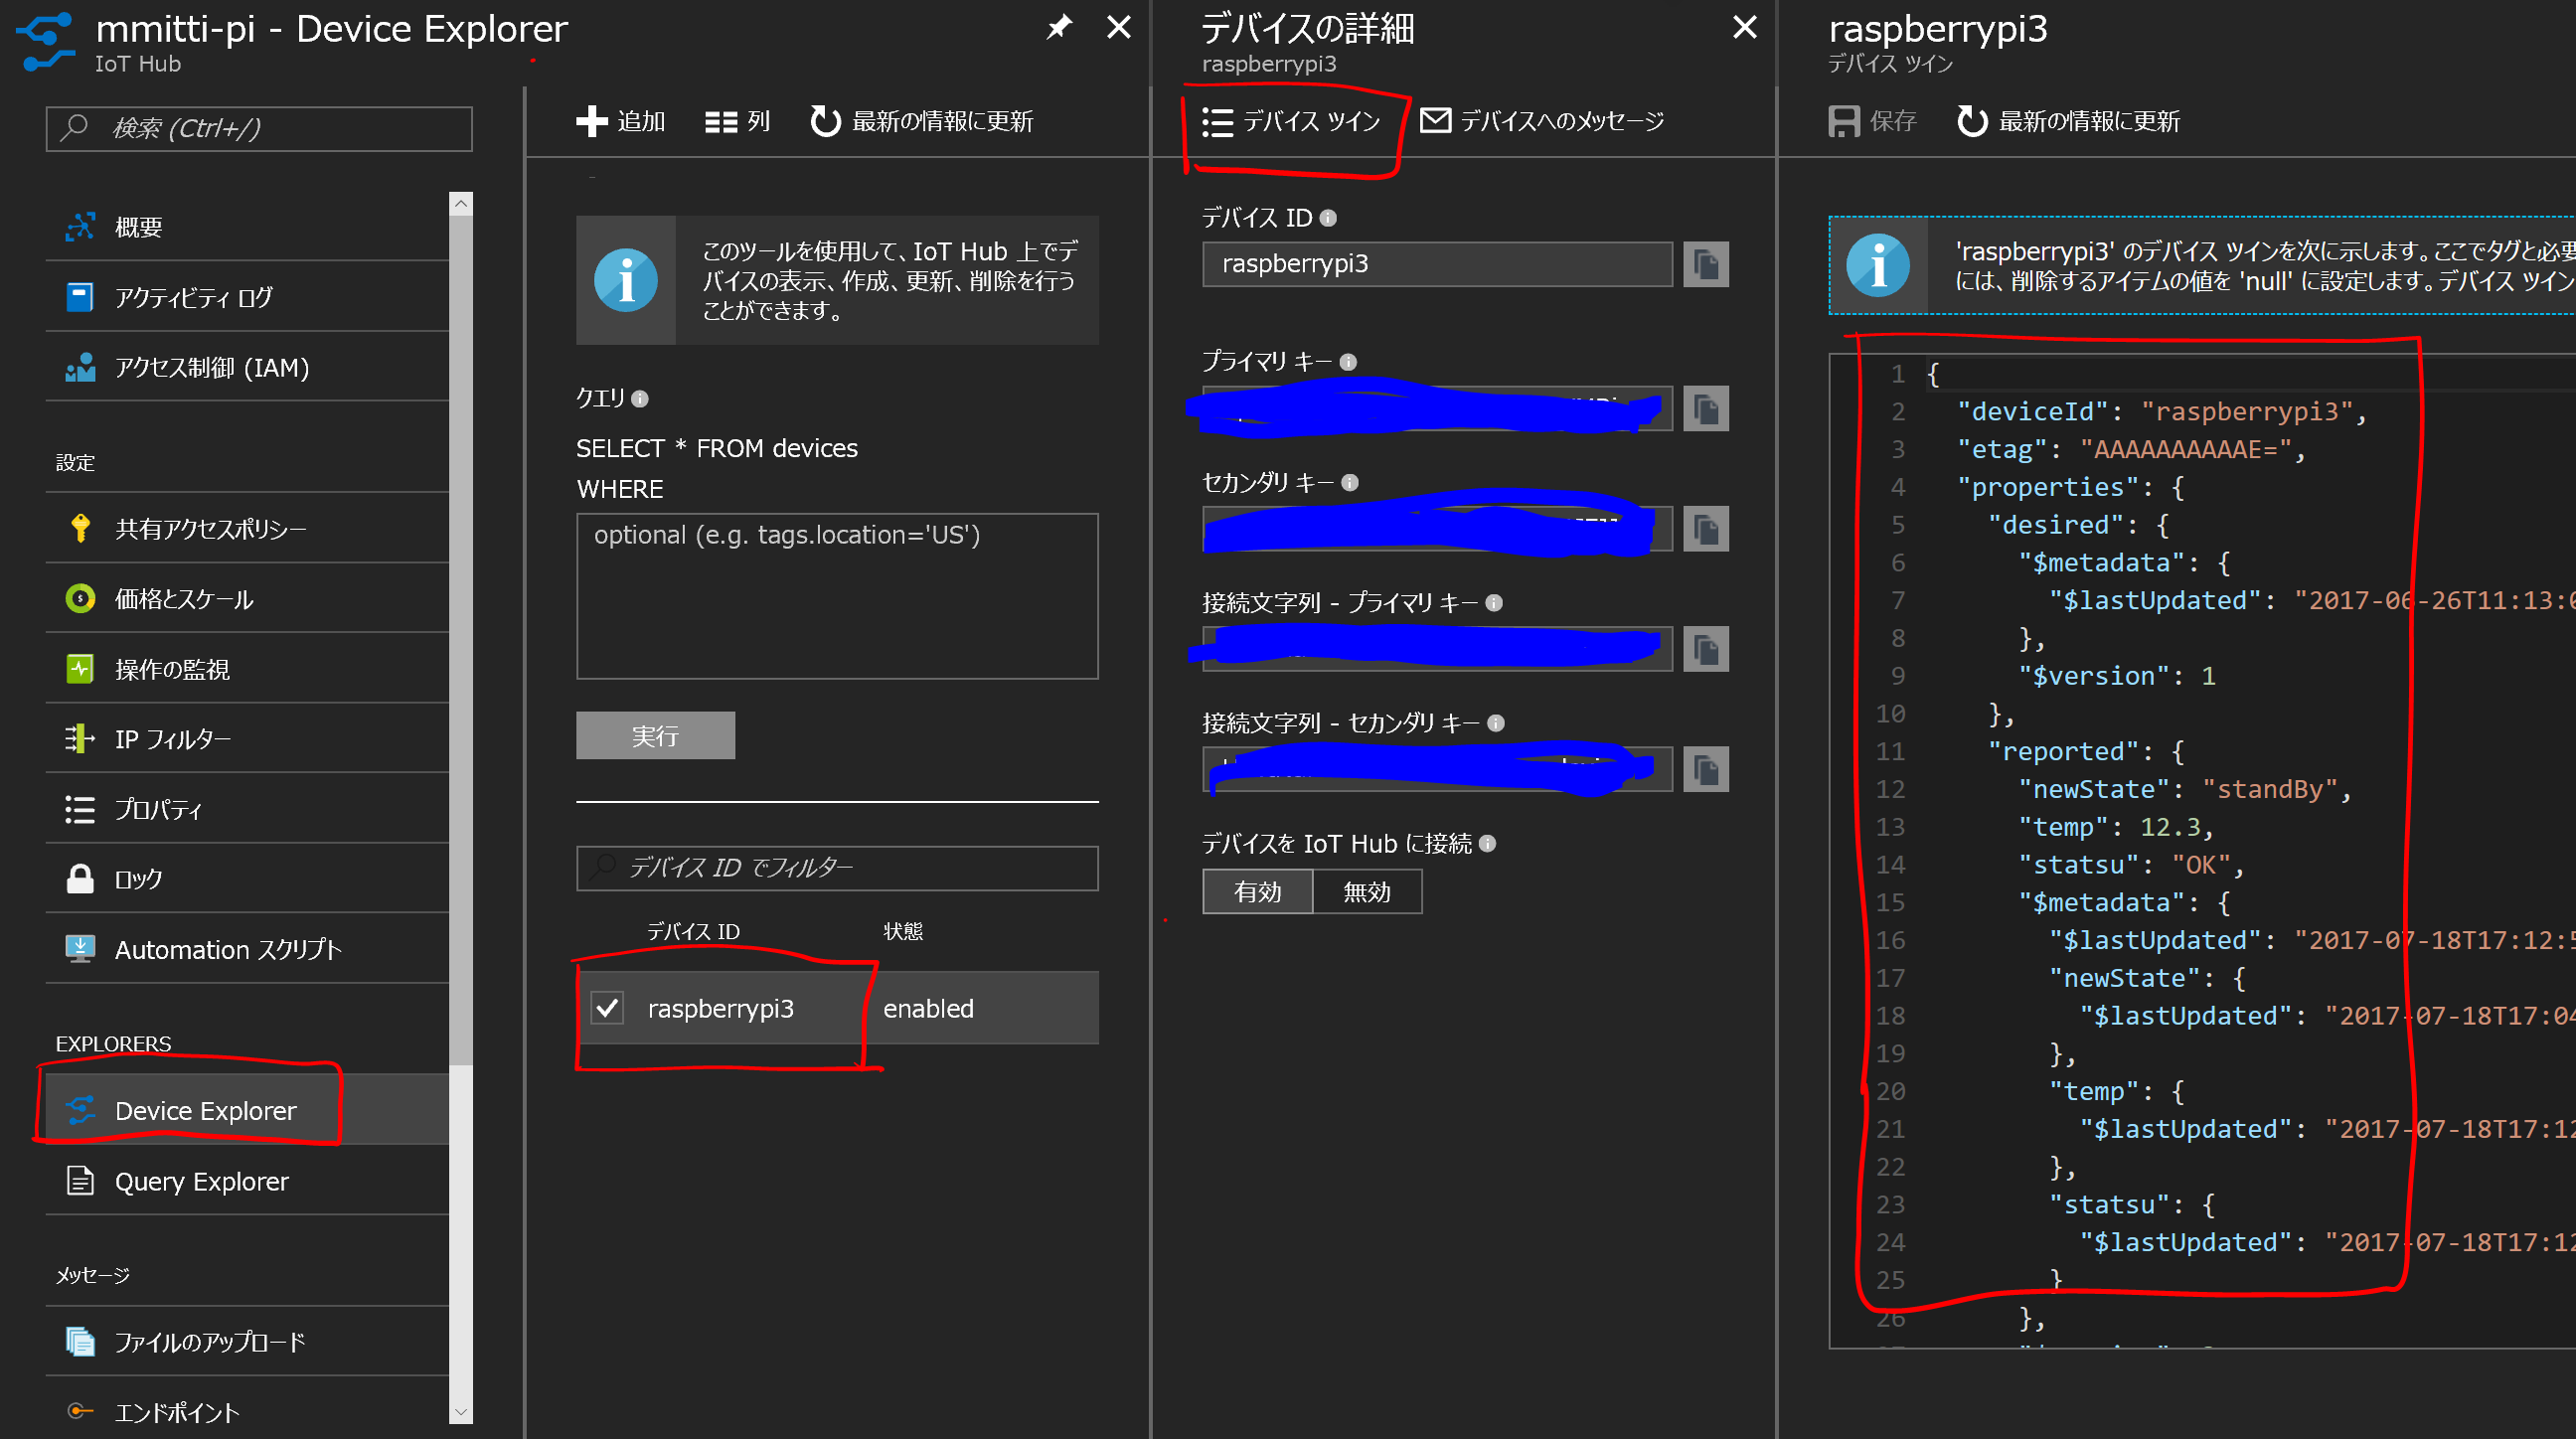 mmitti-pi - Device Explorer
IoT Hub
検索 (Ctrl+/)
概要
アクティビティ ログ
アクセス制御 (IAM)
設定
共有アクセスポリシー
価格とスケール
操作の監視
IP フィルター
プロパティ
ロック
Automation スクリプト
EXPLORERS
Device Explorer
Query Explorer
メッセージ
ファイルのアップロード
エンドポイント
追加
列
最新の情報に更新
このツールを使用して、IoT Hub 上でデ
バイスの表示、作成、更新、削除を行う
ことができます。
クエリ
SELECT * FROM devices
WHERE
optional (e.g. tags.location='US')
実行
デバイス ID でフィルター
デバイス ID 状態
raspberrypi3 enabled
デバイスの詳細
raspberrypi3
デバイス ツイン
デバイスへのメッセージ
デバイス ID
raspberrypi3
プライマリ キー
セカンダリ キー
接続文字列 - プライマリ キー
接続文字列 - セカンダリ キー
デバイスを IoT Hub に接続
有効 無効
raspberrypi3
デバイス ツイン
保存
最新の情報に更新
'raspberrypi3' のデバイス ツインを次に示します。ここでタグと必要
には、削除するアイテムの値を 'null' に設定します。デバイス ツイン
1 {
2 "deviceId": "raspberrypi3",
3 "etag": "AAAAAAAAAAE=",
4 "properties": {
5 "desired": {
6 "$metadata": {
7 "$lastUpdated": "2017-06-26T11:13:0
8 },
9 "$version": 1
10 },
11 "reported": {
12 "newState": "standBy",
13 "temp": 12.3,
14 "statsu": "OK",
15 "$metadata": {
16 "$lastUpdated": "2017-07-18T17:12:5
17 "newState": {
18 "$lastUpdated": "2017-07-18T17:04
19 },
20 "temp": {
21 "$lastUpdated": "2017-07-18T17:12
22 },
23 "statsu": {
24 "$lastUpdated": "2017-07-18T17:12
25 }
26 },